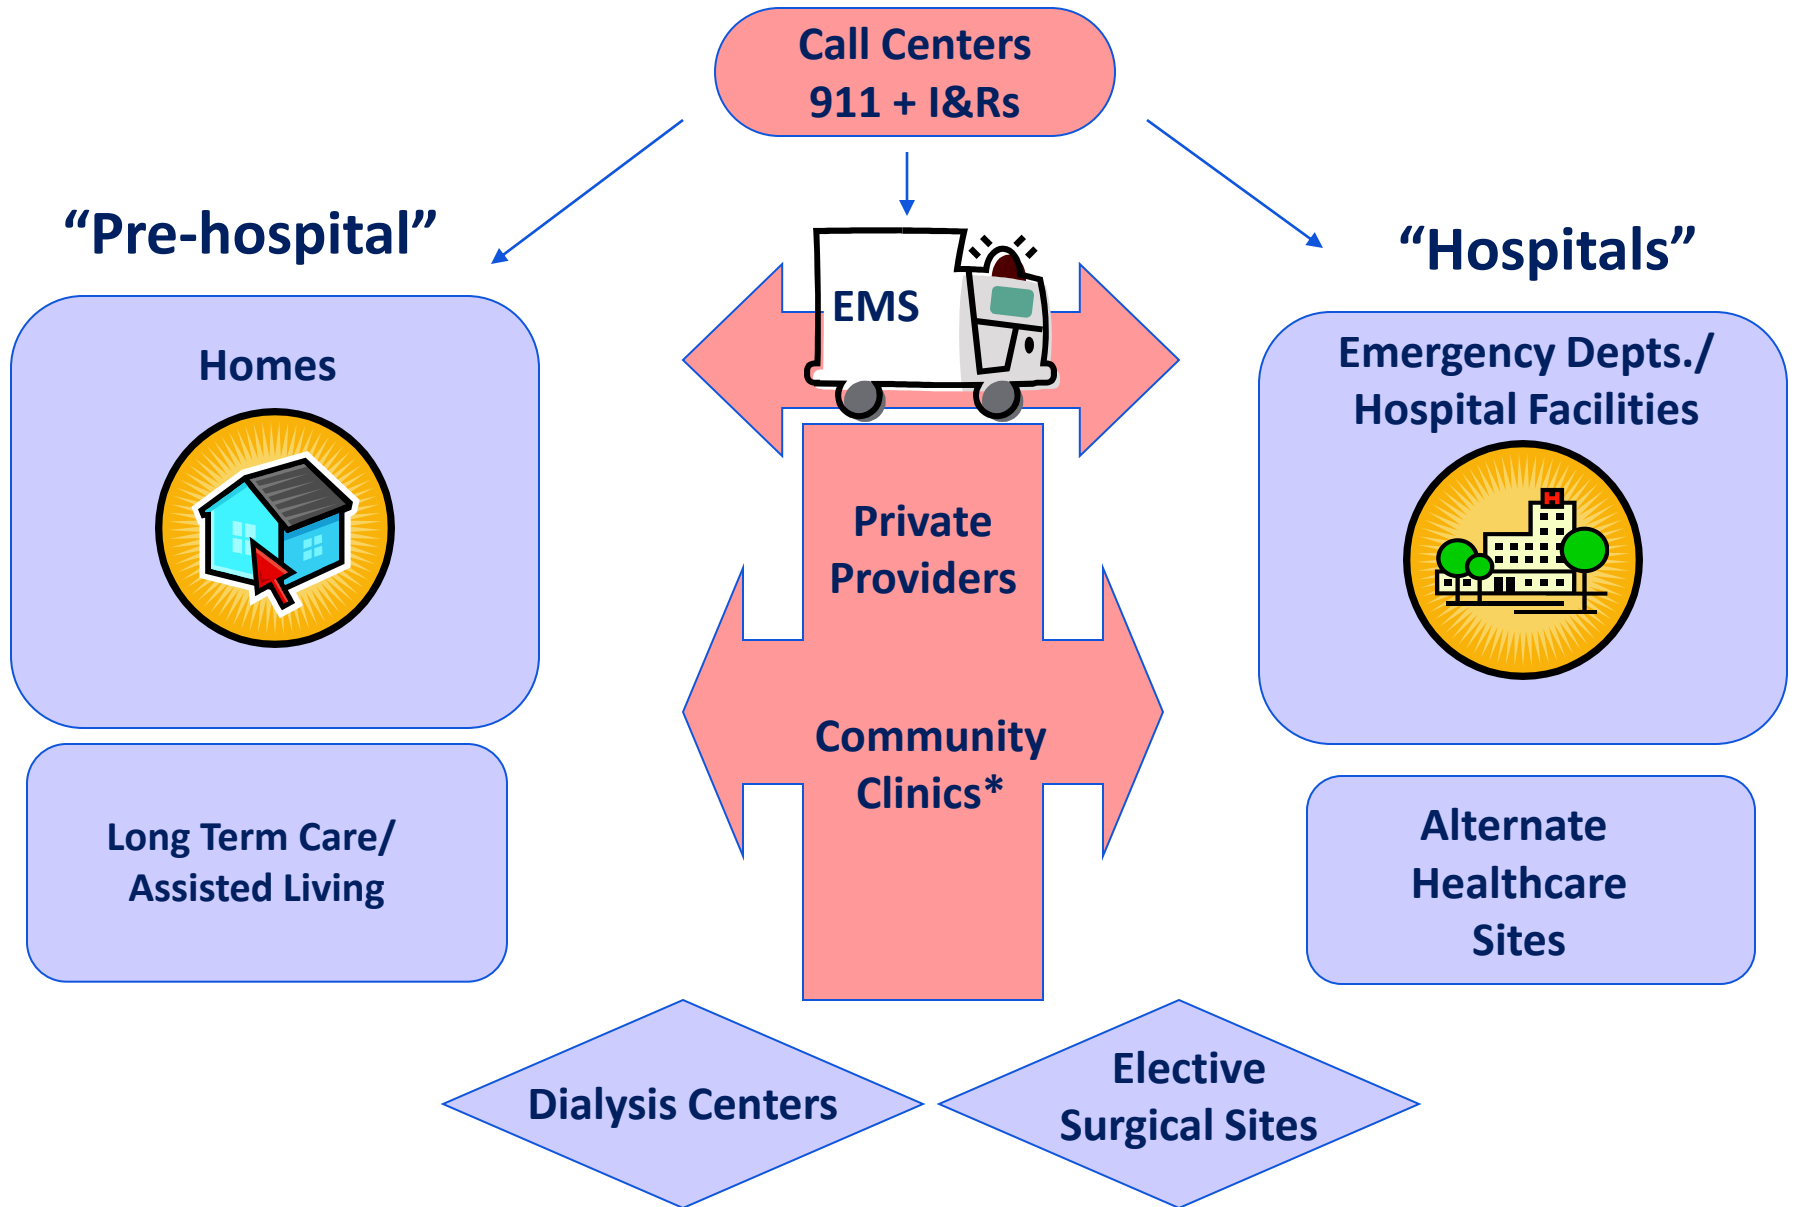 Call Centers
911 + I&Rs
“Pre-hospital”
“Hospitals”
EMS
Homes
Emergency Depts./
Hospital Facilities
H
Private
Providers
Community
Clinics*
Long Term Care/
Assisted Living
Alternate
Healthcare
Sites
Dialysis Centers
Elective
Surgical Sites